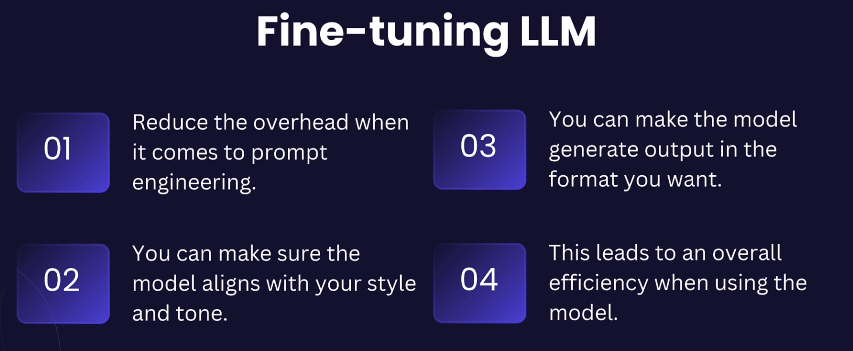 Fine-tuning LLM
01
Reduce the overhead when
it comes to prompt
engineering.
02
You can make sure the
model aligns with your style
and tone.
03
You can make the model
generate output in the
format you want.
04
This leads to an overall
efficiency when using the
model.